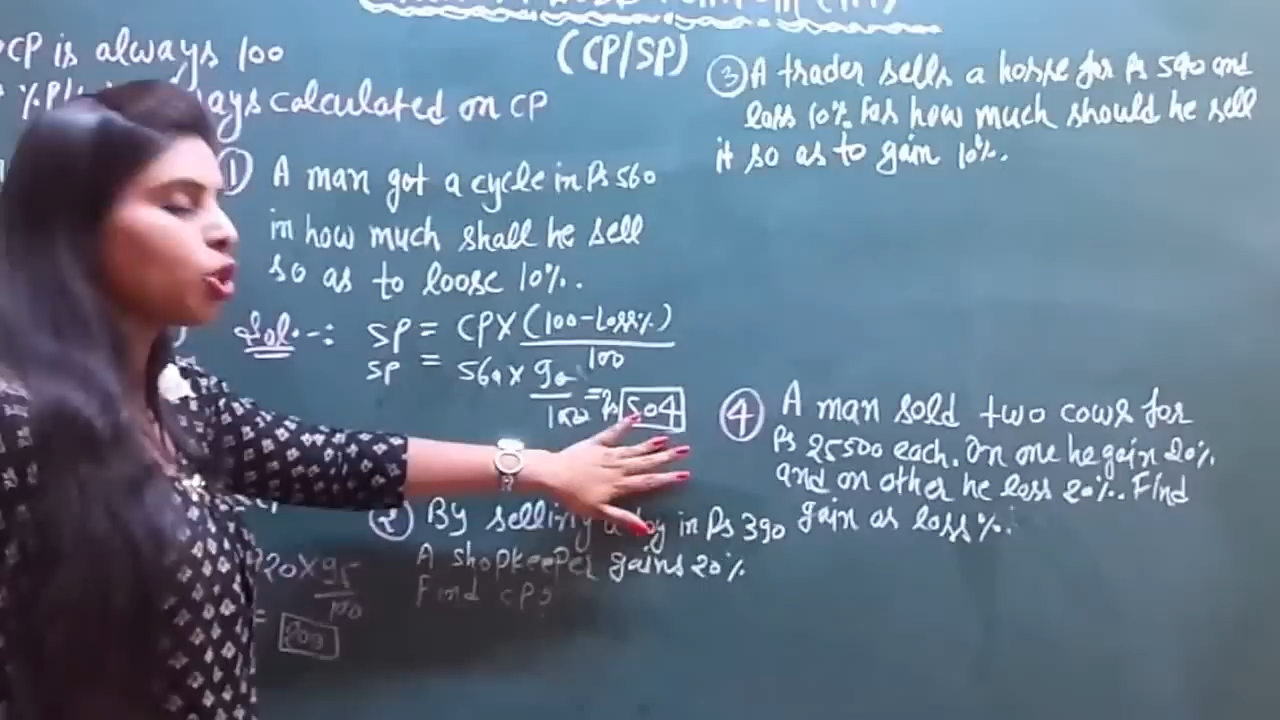 (CP/SP)
CP is always 100
calculated on CP
① A man got a cycle in Rs 560
in how much shall he sell
so as to loose 10%.
Sol.-: SP = CP X (100-Loss%)
100
SP = 560 x 90
100
= Rs 504
② By selling a toy in Rs 390
A shopkeeper gains 20%
Find CP?
20 X 95
100
=
③ A trader sells a horse for Rs 540 and
loss 10%. For how much should he sell
it so as to gain 10%.
④ A man sold two cows for
Rs 25500 each. On one he gain 20%.
and on other he loss 20%. Find
gain or loss%.